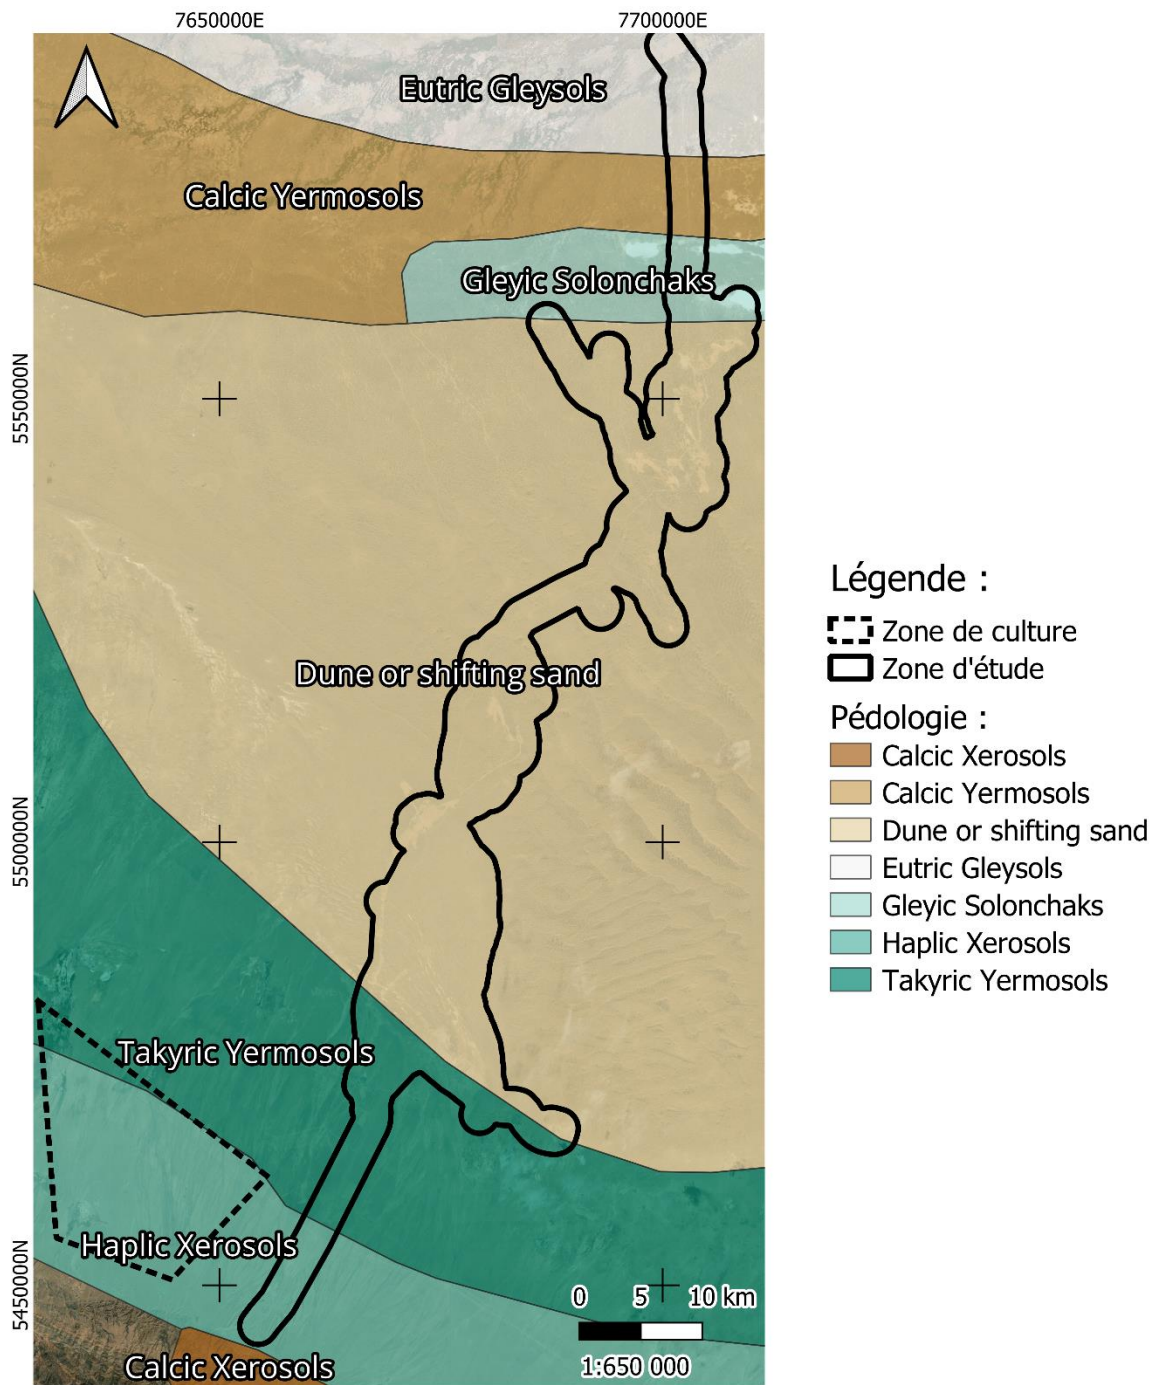 7650000E
7700000E
Eutric Gleysols
Calcic Yermosols
Gleyic Solonchaks
5550000N
Dune or shifting sand
5500000N
Takyric Yermosols
Haplic Xerosols
5450000N
Calcic Xerosols
0 5 10 km
1:650 000
Légende :
Zone de culture
Zone d'étude
Pédologie :
Calcic Xerosols
Calcic Yermosols
Dune or shifting sand
Eutric Gleysols
Gleyic Solonchaks
Haplic Xerosols
Takyric Yermosols